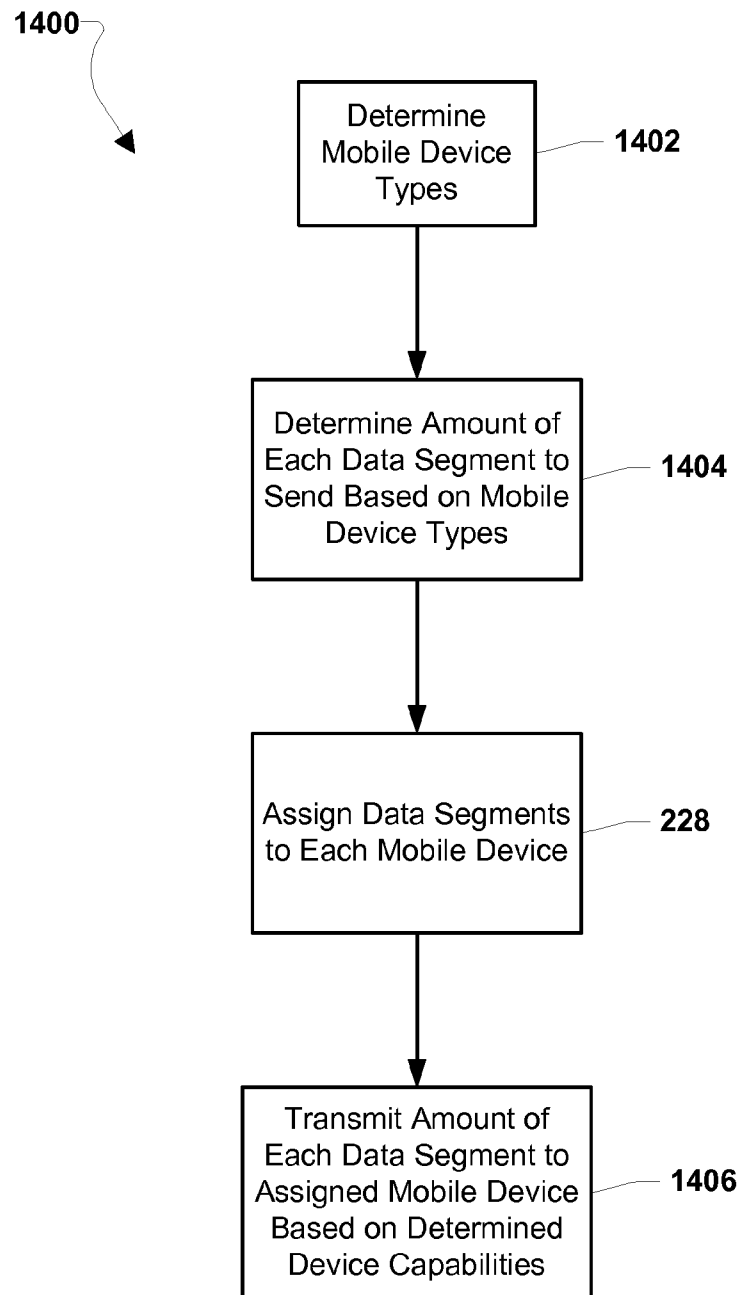 1400
Determine
Mobile Device
Types
1402
Determine Amount of
Each Data Segment to
Send Based on Mobile
Device Types
1404
Assign Data Segments
to Each Mobile Device
228
Transmit Amount of
Each Data Segment to
Assigned Mobile Device
Based on Determined
Device Capabilities
1406